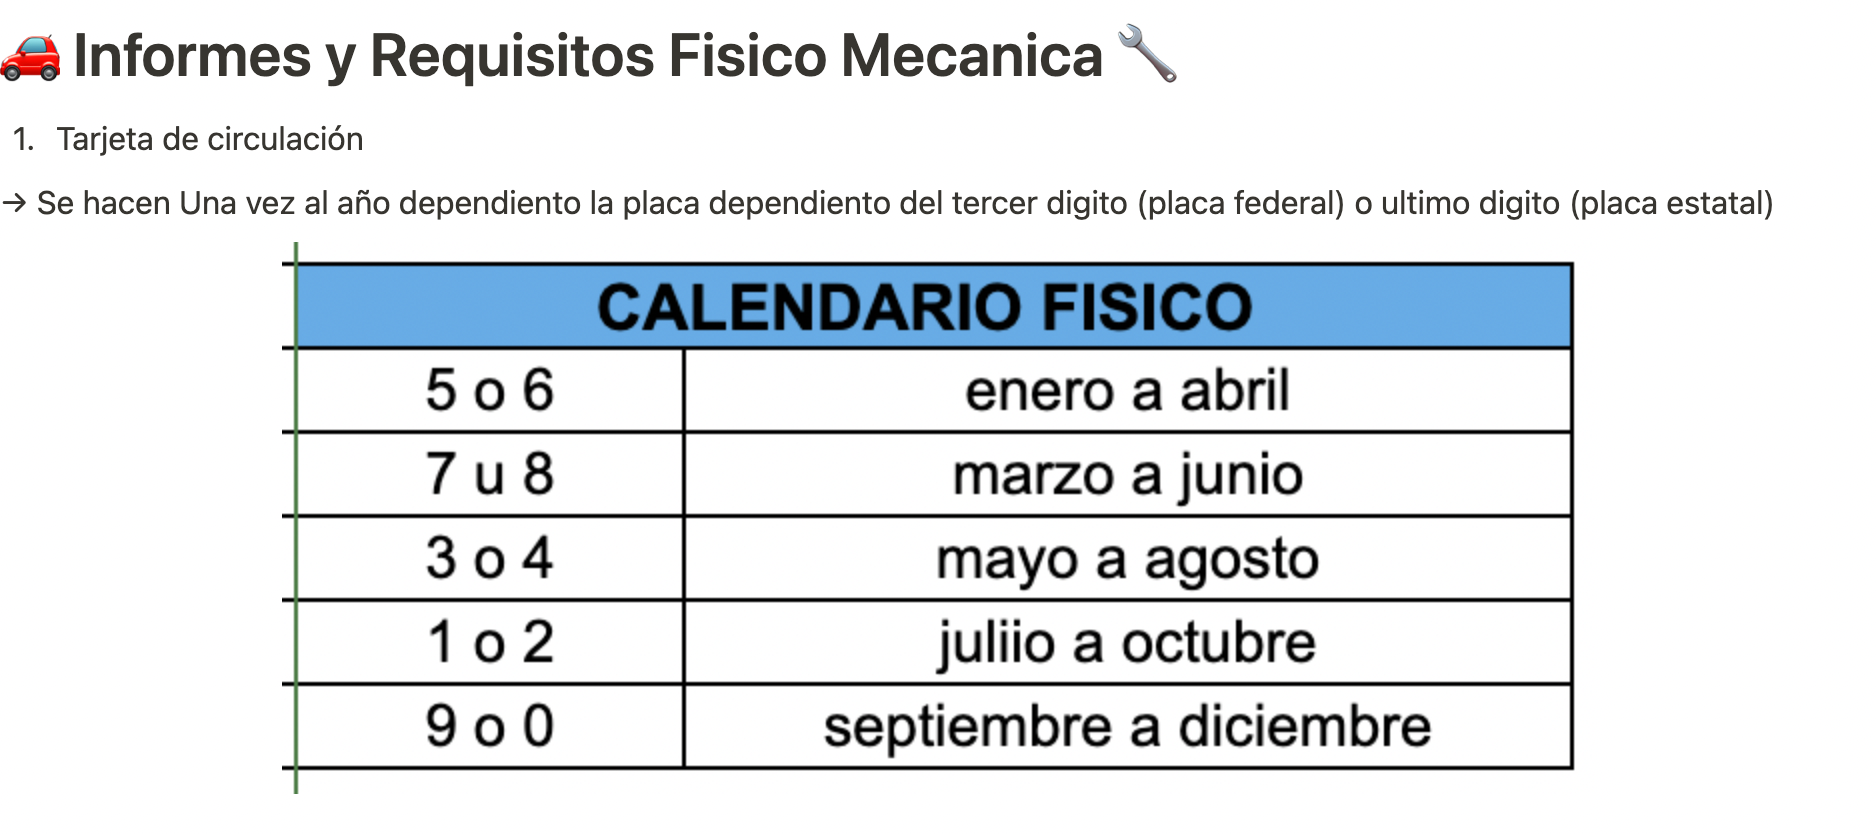 🚗 Informes y Requisitos Fisico Mecanica 🔧
1. Tarjeta de circulación
→ Se hacen Una vez al año dependiento la placa dependiento del tercer digito (placa federal) o ultimo digito (placa estatal)
CALENDARIO FISICO
5 o 6 enero a abril
7 u 8 marzo a junio
3 o 4 mayo a agosto
1 o 2 juliio a octubre
9 o 0 septiembre a diciembre